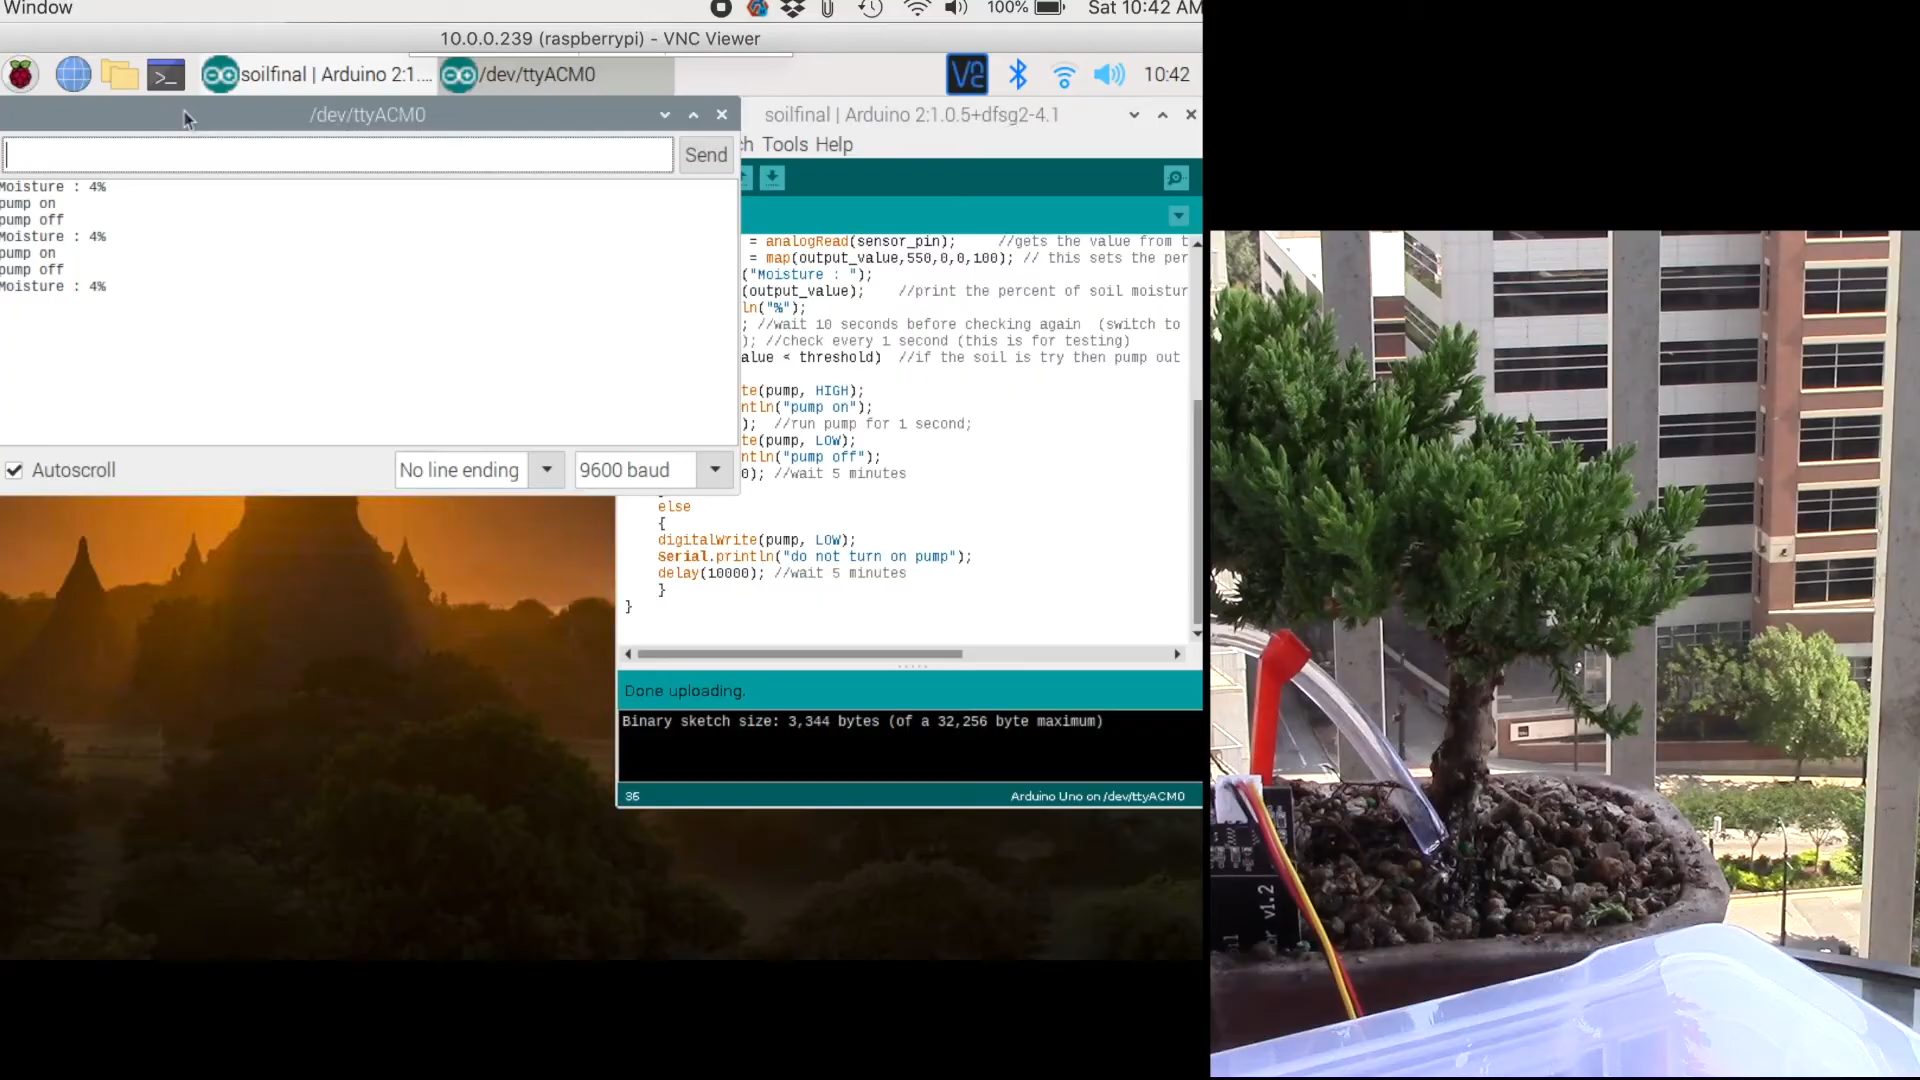 Window
100%
Sat 10:42 AM
10.0.0.239 (raspberrypi) - VNC Viewer
soilfinal | Arduino 2:1....
/dev/ttyACM0
10:42
/dev/ttyACM0
Send
Moisture : 4%
pump on
pump off
Moisture : 4%
pump on
pump off
Moisture : 4%
Autoscroll
No line ending
9600 baud
soilfinal | Arduino 2:1.0.5+dfsg2-4.1
ch Tools Help
= analogRead(sensor_pin); //gets the value from t
= map(output_value,550,0,0,100); // this sets the per
("Moisture : ");
(output_value); //print the percent of soil moistur
ln("%");
; //wait 10 seconds before checking again (switch to
); //check every 1 second (this is for testing)
alue < threshold) //if the soil is try then pump out
te(pump, HIGH);
ntln("pump on");
); //run pump for 1 second;
te(pump, LOW);
ntln("pump off");
0); //wait 5 minutes
else
{
digitalWrite(pump, LOW);
Serial.println("do not turn on pump");
delay(10000); //wait 5 minutes
}
}
Done uploading.
Binary sketch size: 3,344 bytes (of a 32,256 byte maximum)
35
Arduino Uno on /dev/ttyACM0
or v1.2